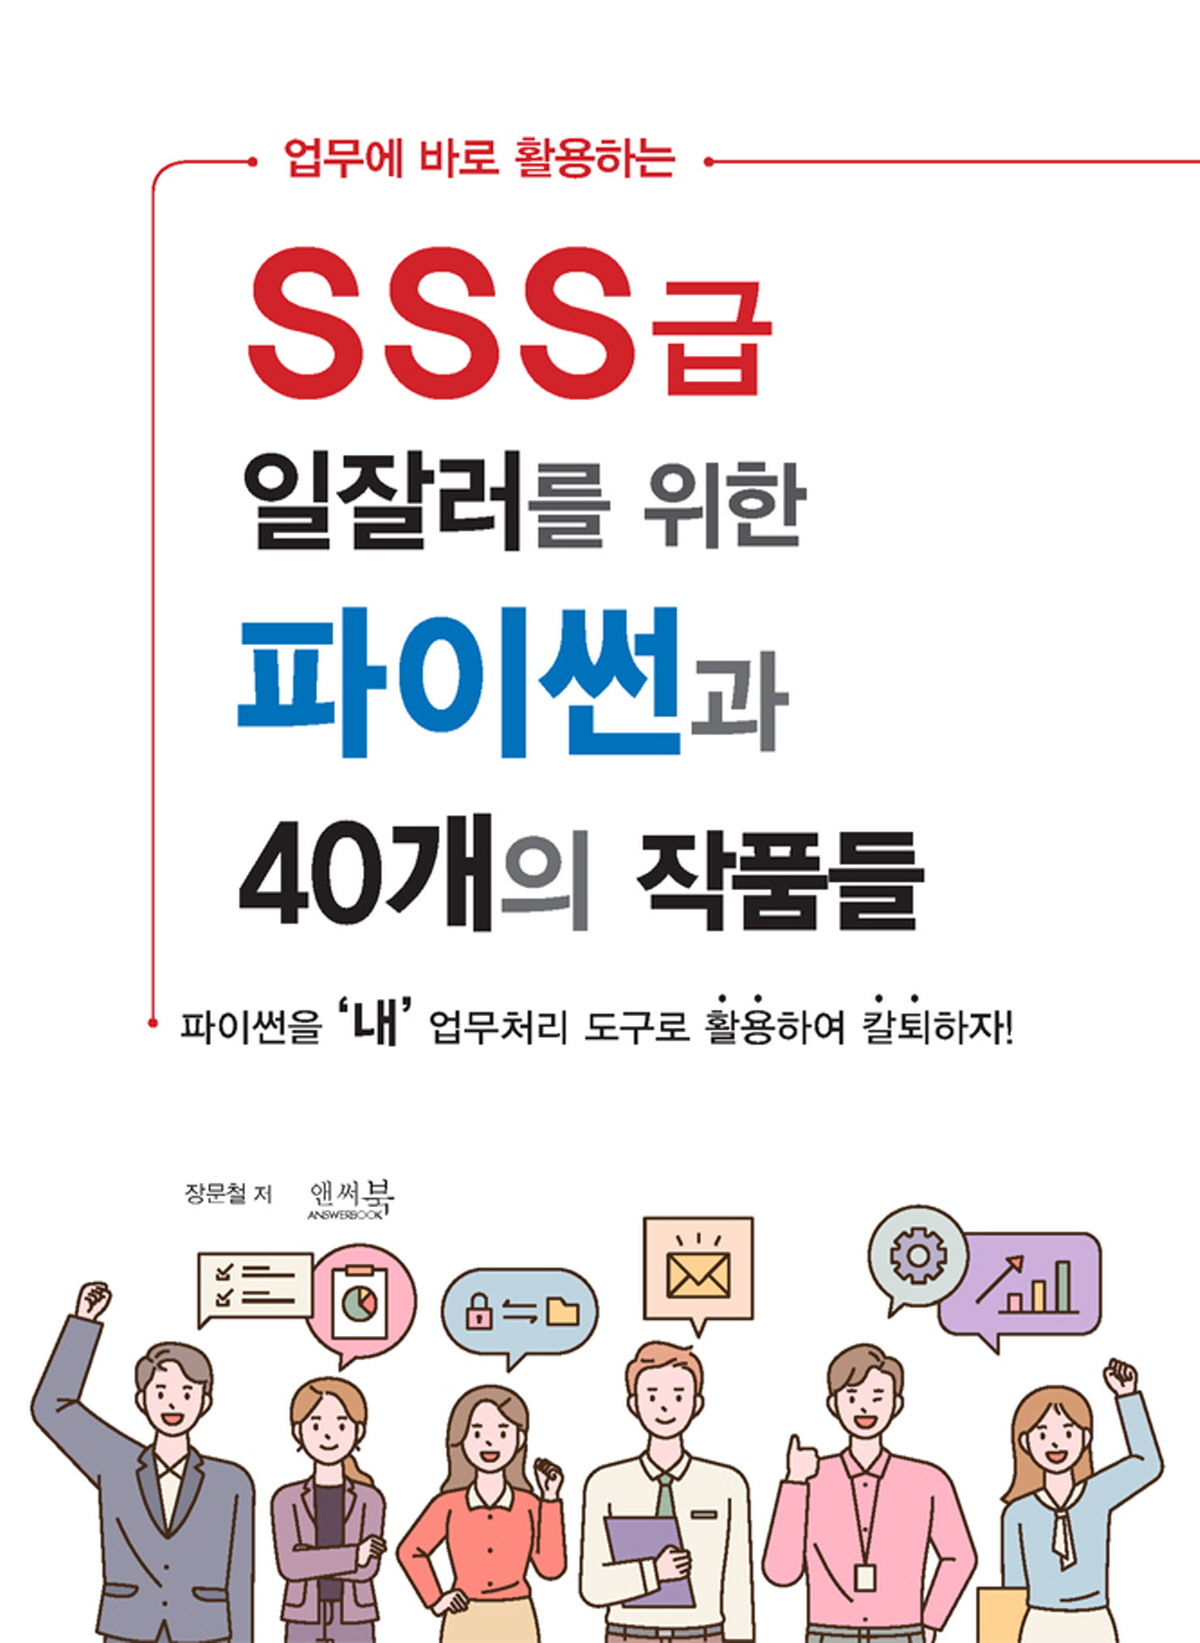 업무에 바로 활용하는
SSS급
일잘러를 위한
파이썬과
40개의 작품들
파이썬을 ‘내’ 업무처리 도구로 활용하여 칼퇴하자!
장문철 저
앤써북
ANSWERBOOK